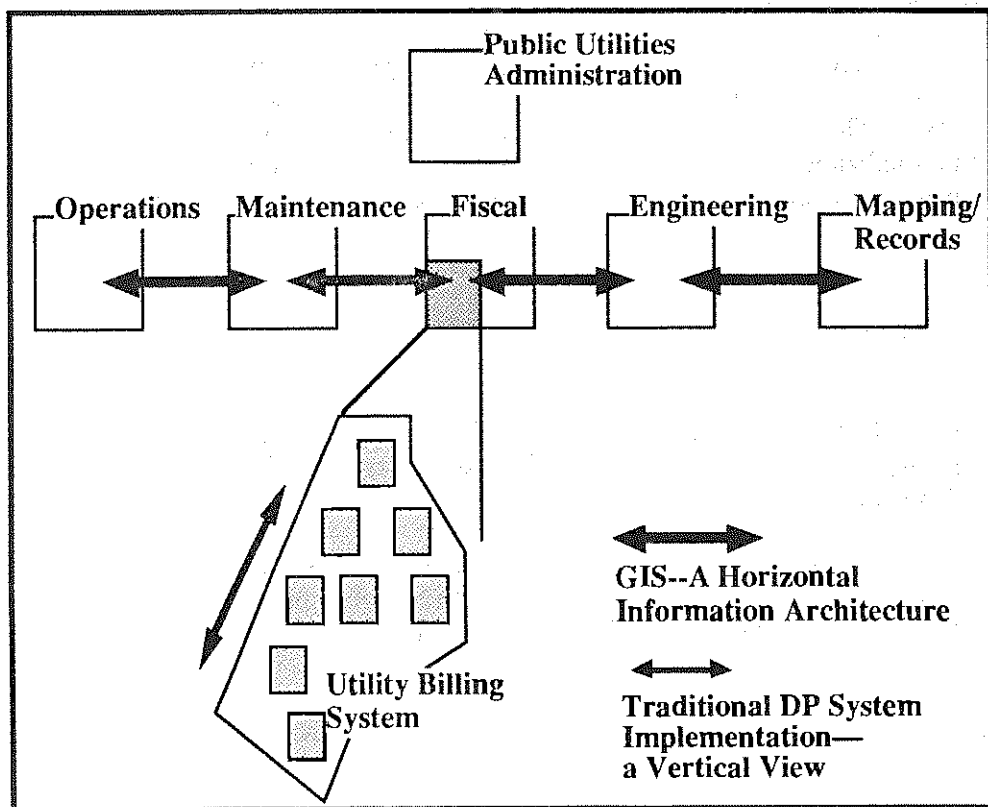 Public Utilities
Administration
Operations
Maintenance
Fiscal
Engineering
Mapping/
Records
GIS--A Horizontal
Information Architecture
Utility Billing
System
Traditional DP System
Implementation—
a Vertical View